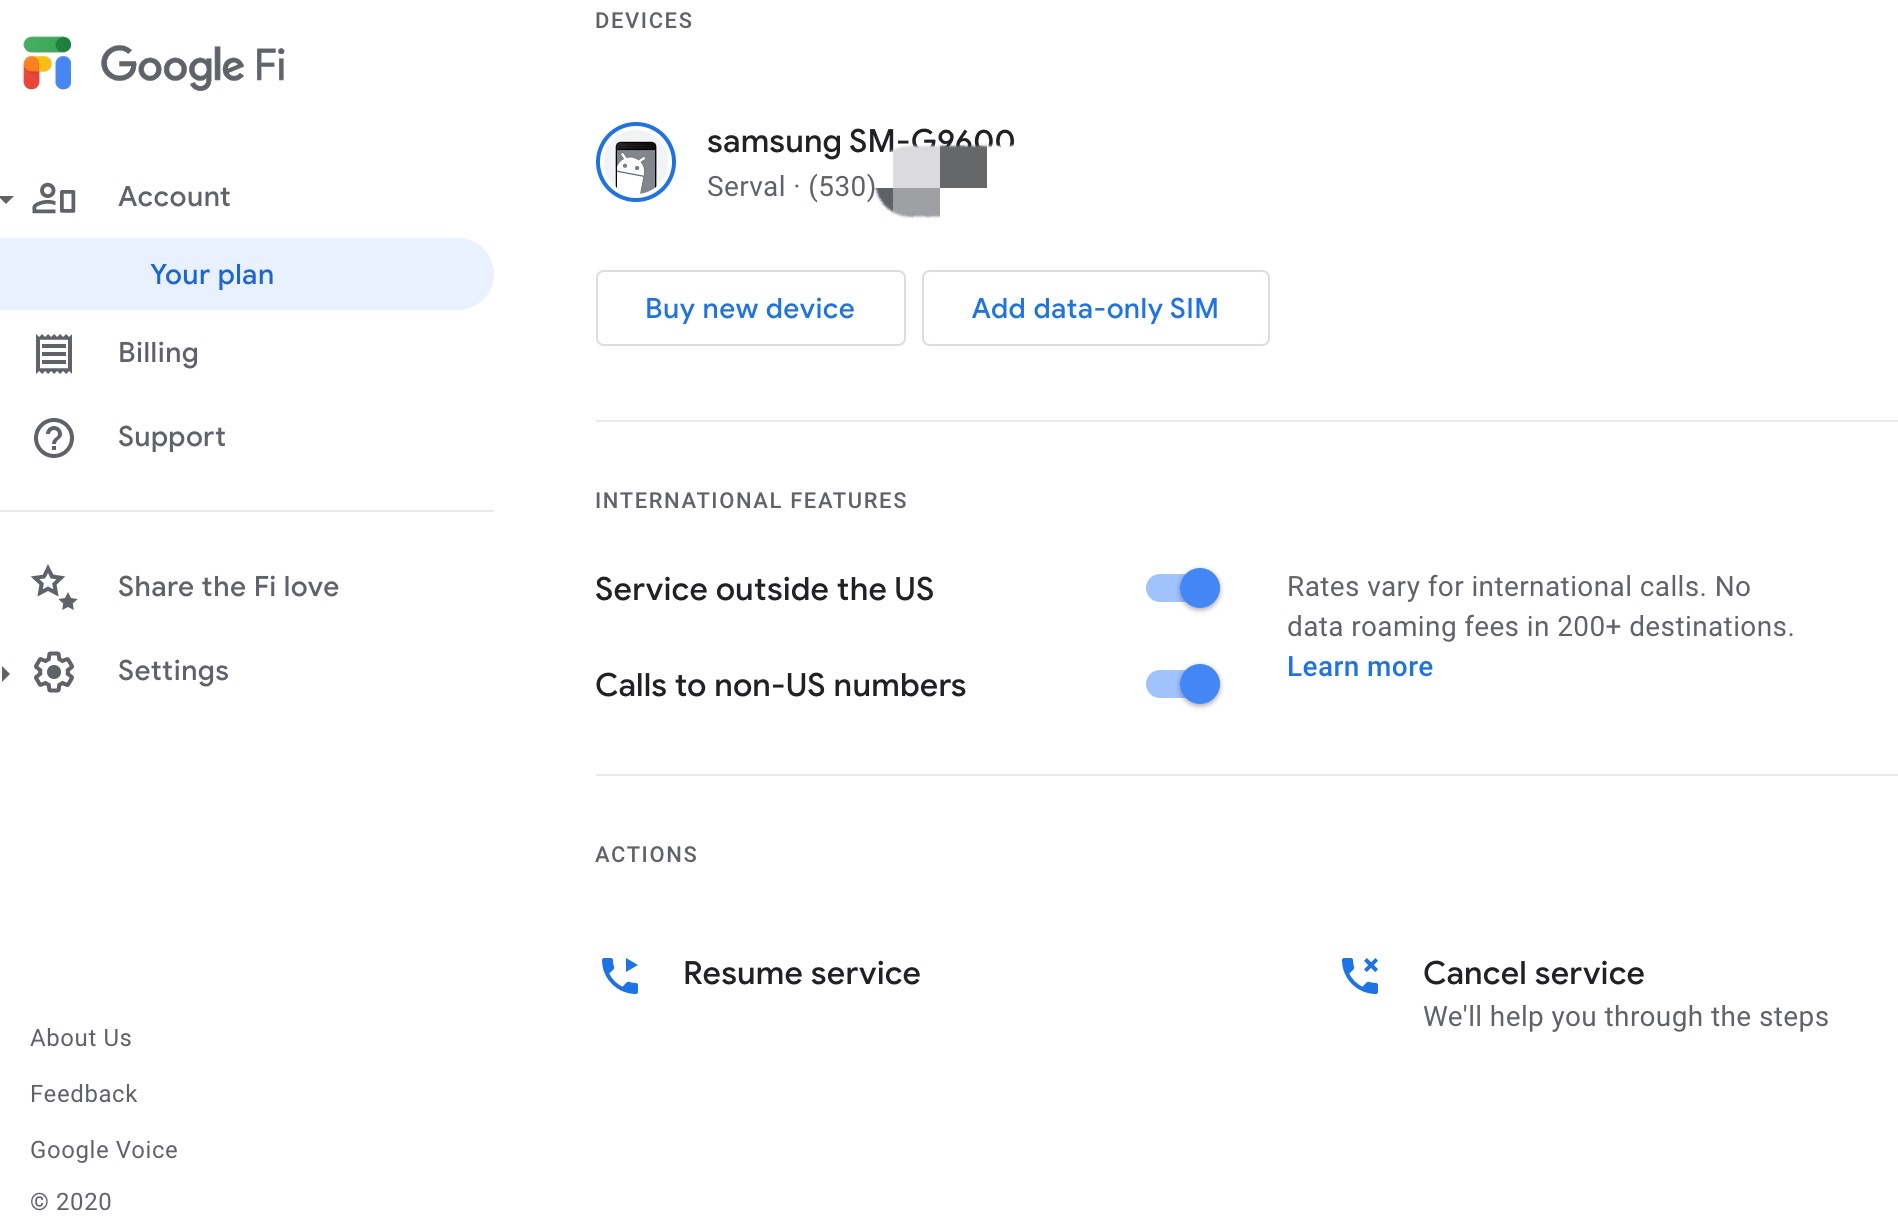 Google Fi
Account
Your plan
Billing
Support
Share the Fi love
Settings
About Us
Feedback
Google Voice
© 2020
DEVICES
samsung SM-G9600
Serval · (530)
Buy new device
Add data-only SIM
INTERNATIONAL FEATURES
Service outside the US
Calls to non-US numbers
Rates vary for international calls. No
data roaming fees in 200+ destinations.
Learn more
ACTIONS
Resume service
Cancel service
We'll help you through the steps